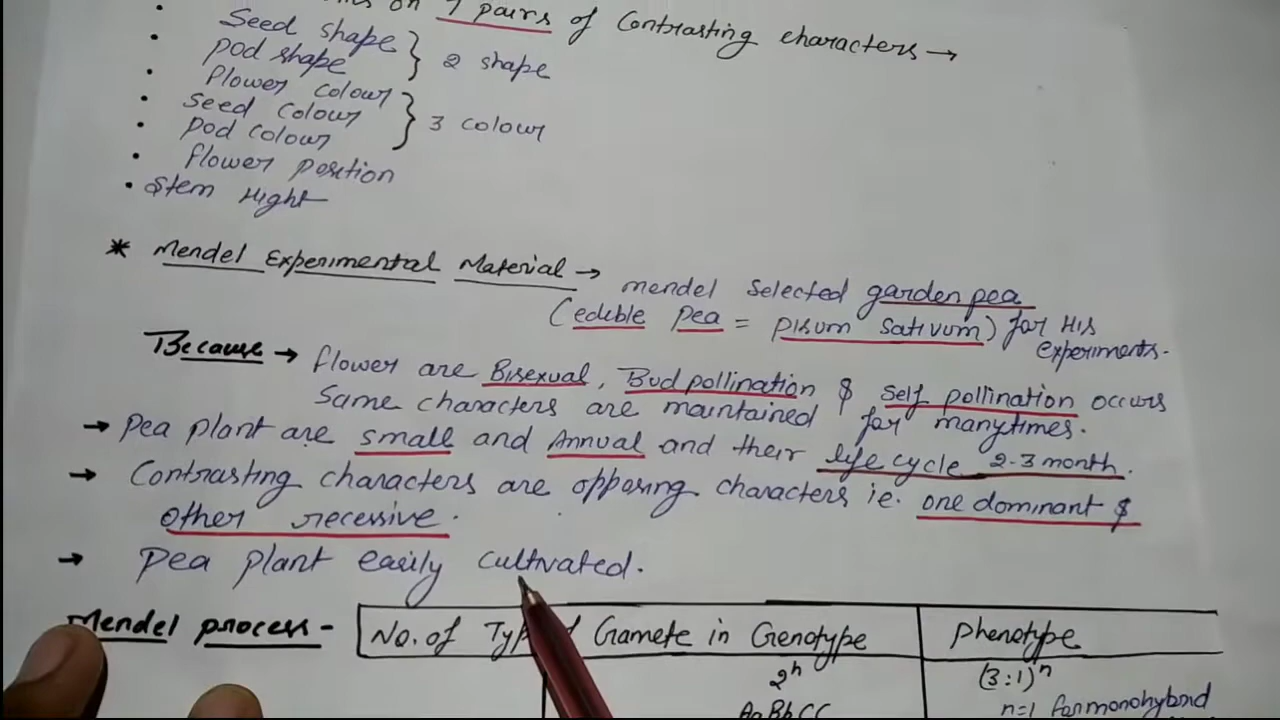 on 7 pairs of Contrasting characters →
• Seed shape
• Pod shape } 2 shape
• Flower Colour
• Seed Colour } 3 colour
• Pod Colour
• flower position
• Stem Hight
* Mendel Experimental Material → mendel Selected garden pea
(edible pea = pisum sativum) for His
experiments.
Because → flower are Bisexual, Bud pollination & Self pollination occurs
Same characters are maintained for manytimes.
→ Pea plant are small and Annual and their life cycle 2-3 month.
→ Contrasting characters are opposing characters ie. one dominant &
other recessive.
→ Pea plant easily cultivated.
Mendel process- No. of Gamete in Genotype Phenotype
2ⁿ (3:1)ⁿ
AaBbCC n=1 for monohybrid